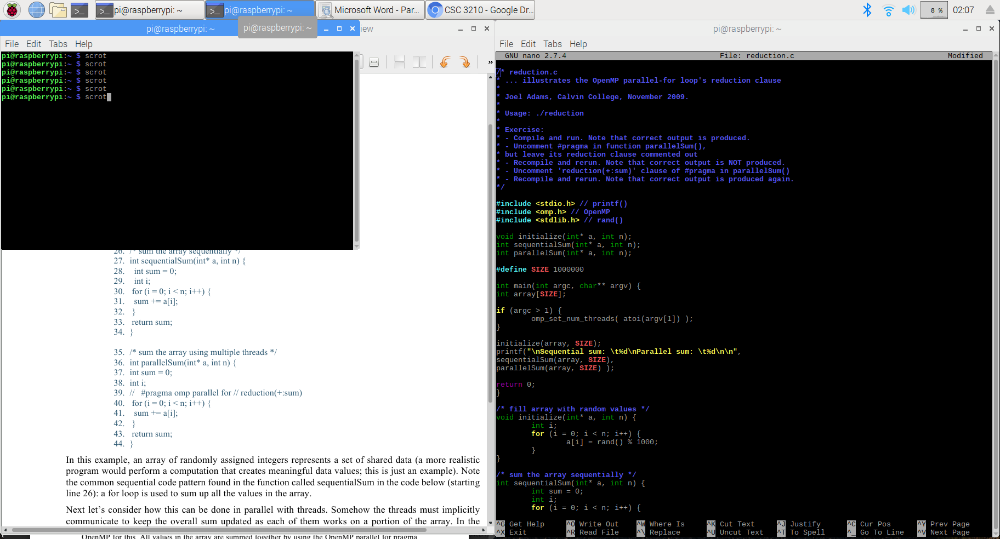 pi@raspberrypi: ~
pi@raspberrypi: ~
Microsoft Word - Par...
CSC 3210 - Google Dr...
8 %
02:07
pi@raspberrypi: ~
pi@raspberrypi: ~
iew
File Edit Tabs Help
pi@raspberrypi:~ $ scrot
pi@raspberrypi:~ $ scrot
pi@raspberrypi:~ $ scrot
pi@raspberrypi:~ $ scrot
pi@raspberrypi:~ $ scrot
pi@raspberrypi:~ $ scrot
»
26. /* sum the array sequentially */
27. int sequentialSum(int* a, int n) {
28. int sum = 0;
29. int i;
30. for (i = 0; i < n; i++) {
31. sum += a[i];
32. }
33. return sum;
34. }
35. /* sum the array using multiple threads */
36. int parallelSum(int* a, int n) {
37. int sum = 0;
38. int i;
39. // #pragma omp parallel for // reduction(+:sum)
40. for (i = 0; i < n; i++) {
41. sum += a[i];
42. }
43. return sum;
44. }
In this example, an array of randomly assigned integers represents a set of shared data (a more realistic
program would perform a computation that creates meaningful data values; this is just an example). Note
the common sequential code pattern found in the function called sequentialSum in the code below (starting
line 26): a for loop is used to sum up all the values in the array.
Next let's consider how this can be done in parallel with threads. Somehow the threads must implicitly
communicate to keep the overall sum updated as each of them works on a portion of the array. In the
OpenMP for this. All values in the array are summed together by using the OpenMP parallel for pragma
pi@raspberrypi: ~
File Edit Tabs Help
GNU nano 2.7.4 File: reduction.c Modified
/* reduction.c
* ... illustrates the OpenMP parallel-for loop's reduction clause
*
* Joel Adams, Calvin College, November 2009.
*
* Usage: ./reduction
*
* Exercise:
* - Compile and run. Note that correct output is produced.
* - Uncomment #pragma in function parallelSum(),
* but leave its reduction clause commented out
* - Recompile and rerun. Note that correct output is NOT produced.
* - Uncomment 'reduction(+:sum)' clause of #pragma in parallelSum()
* - Recompile and rerun. Note that correct output is produced again.
*/
#include <stdio.h> // printf()
#include <omp.h> // OpenMP
#include <stdlib.h> // rand()
void initialize(int* a, int n);
int sequentialSum(int* a, int n);
int parallelSum(int* a, int n);
#define SIZE 1000000
int main(int argc, char** argv) {
int array[SIZE];
if (argc > 1) {
omp_set_num_threads( atoi(argv[1]) );
}
initialize(array, SIZE);
printf("\nSequential sum: \t%d\nParallel sum: \t%d\n\n",
sequentialSum(array, SIZE),
parallelSum(array, SIZE) );
return 0;
}
/* fill array with random values */
void initialize(int* a, int n) {
int i;
for (i = 0; i < n; i++) {
a[i] = rand() % 1000;
}
}
/* sum the array sequentially */
int sequentialSum(int* a, int n) {
int sum = 0;
int i;
for (i = 0; i < n; i++) {
^G Get Help ^O Write Out ^W Where Is ^K Cut Text ^J Justify ^C Cur Pos ^Y Prev Page
^X Exit ^R Read File ^\ Replace ^U Uncut Text ^T To Spell ^_ Go To Line ^V Next Page